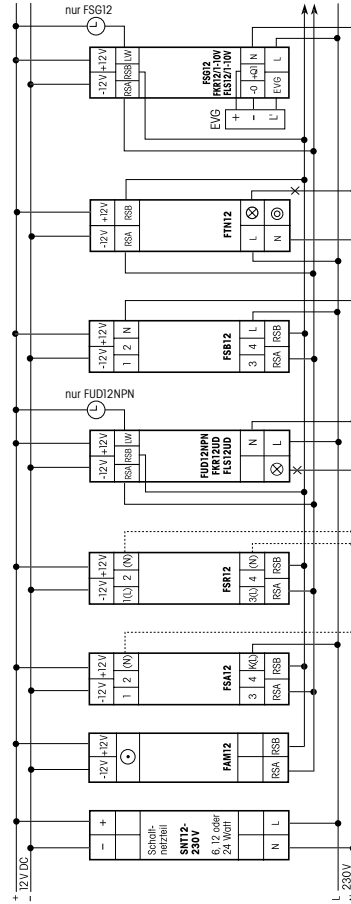 nur FSG12
L
-12V +12V
RSA RSB LW
FSG12
FKR12/1-10V
FLS12/1-10V
-0 +Q1 N
EVG L
EVG
+
−
L'
-12V +12V
RSA RSB
FTN12
L
N
-12V +12V
1 2 N
FSB12
3 4 L
RSA RSB
nur FUD12NPN
L
-12V +12V
RSA RSB LW
FUD12NPN
FKR12UD
FLS12UD
N
L
-12V +12V
1(L) 2 (N)
FSR12
3(L) 4 (N)
RSA RSB
-12V +12V
1 2 (N)
FSA12
3 4 K(L)
RSA RSB
-12V +12V
FAM12
RSA RSB
− +
Schalt-
netzteil
SNT12-
230V
6, 12 oder
24 Watt
N L
+
12V DC
−
L
230V
N